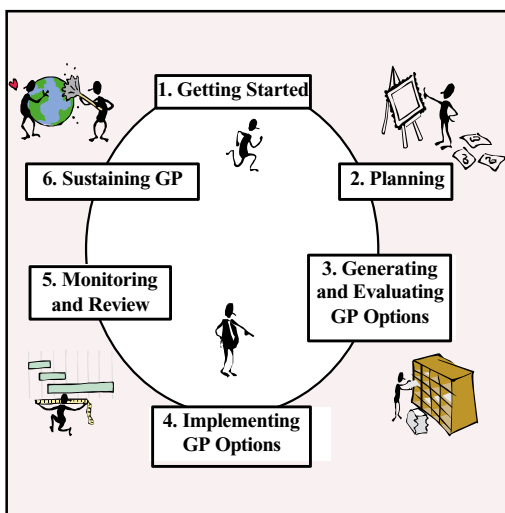 1. Getting Started
2. Planning
3. Generating
and Evaluating
GP Options
4. Implementing
GP Options
5. Monitoring
and Review
6. Sustaining GP